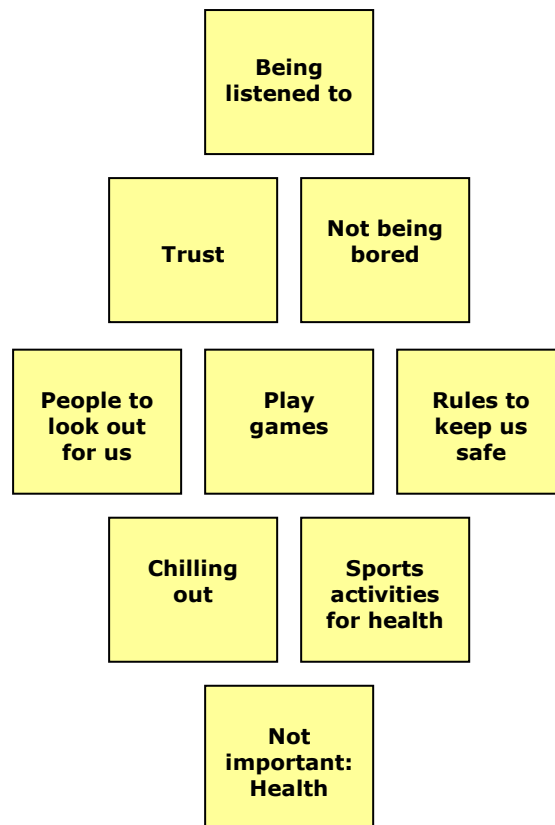 Being
listened to
Trust
Not being
bored
People to
look out
for us
Play
games
Rules to
keep us
safe
Chilling
out
Sports
activities
for health
Not
important:
Health